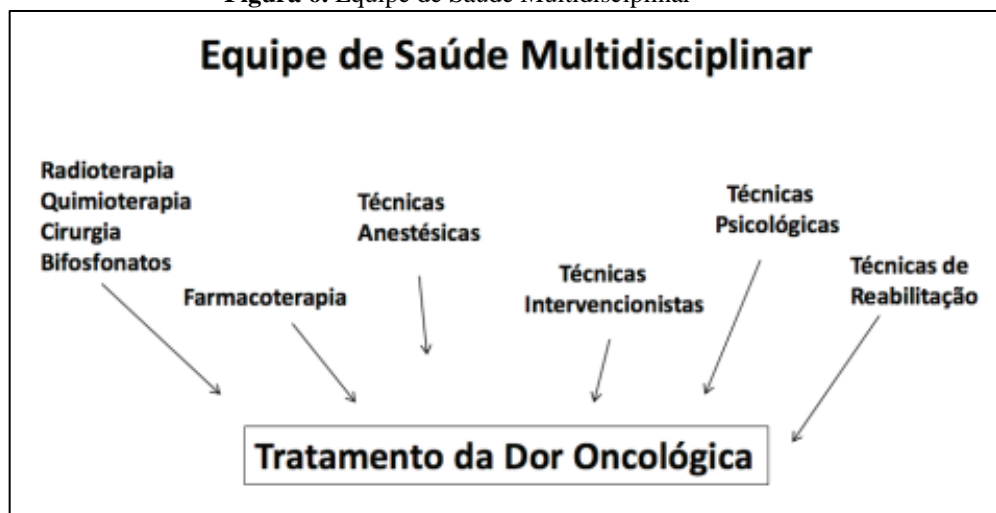 Figura 6. Equipe de Saúde Multidisciplinar
Equipe de Saúde Multidisciplinar
Radioterapia
Quimioterapia
Cirurgia
Bifosfonatos
Farmacoterapia
Técnicas
Anestésicas
Técnicas
Intervencionistas
Técnicas
Psicológicas
Técnicas de
Reabilitação
Tratamento da Dor Oncológica